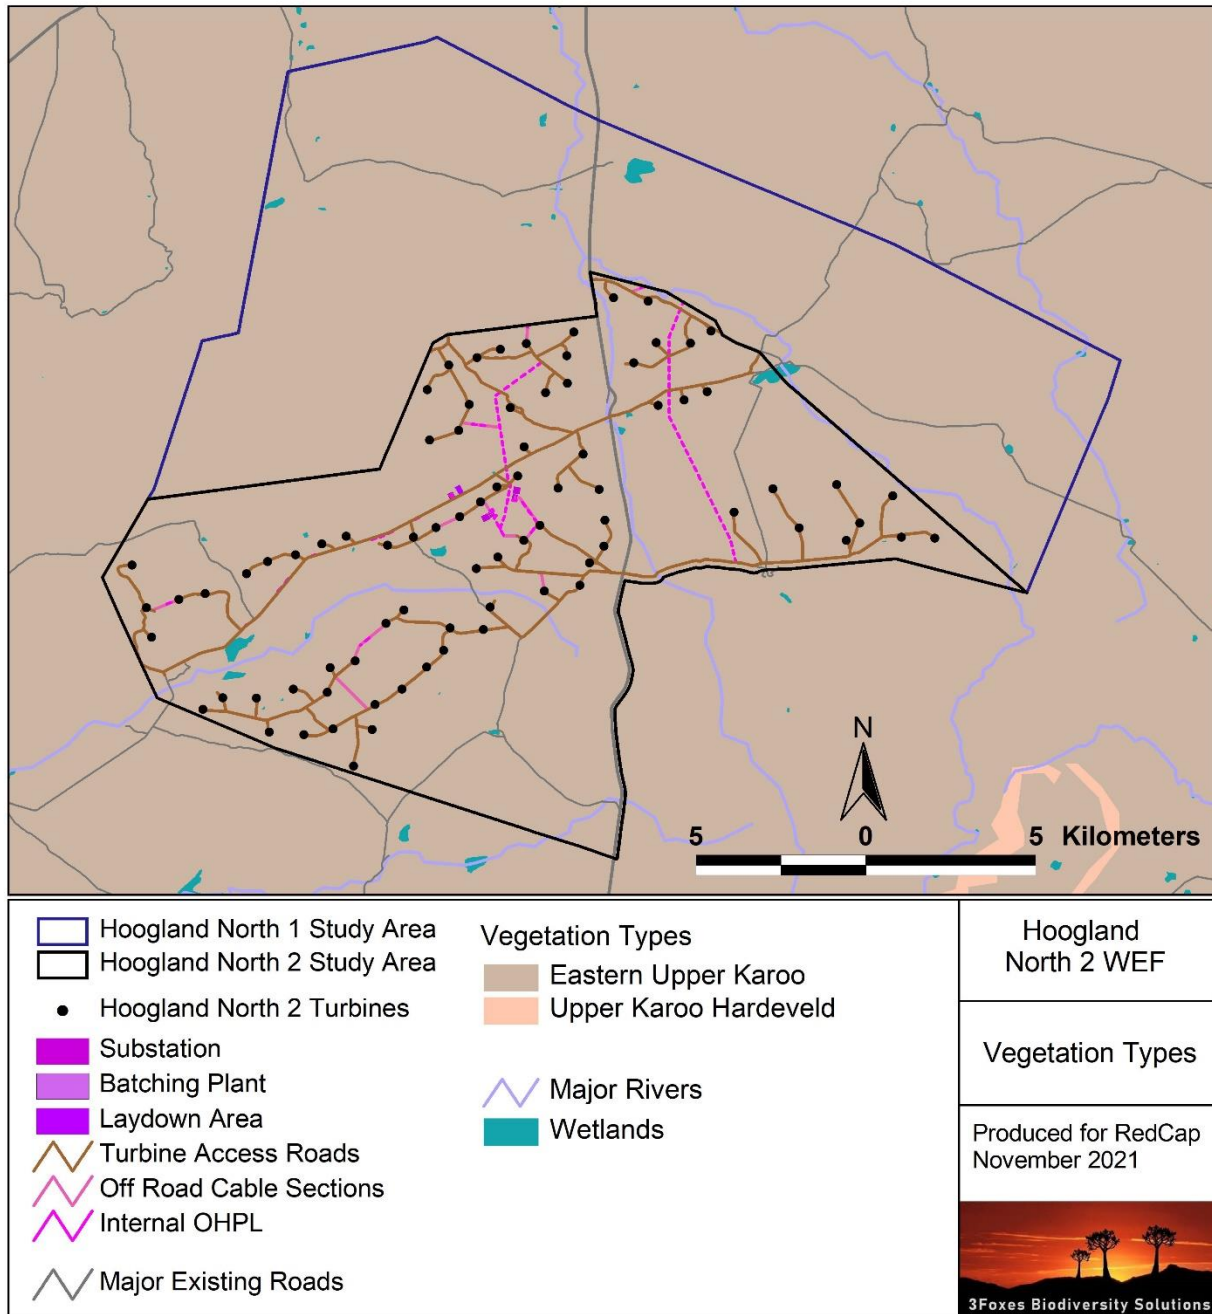 N
5 0 5 Kilometers
Hoogland North 1 Study Area
Hoogland North 2 Study Area
Hoogland North 2 Turbines
Substation
Batching Plant
Laydown Area
Turbine Access Roads
Off Road Cable Sections
Internal OHPL
Major Existing Roads
Vegetation Types
Eastern Upper Karoo
Upper Karoo Hardeveld
Major Rivers
Wetlands
Hoogland
North 2 WEF
Vegetation Types
Produced for RedCap
November 2021
3Foxes Biodiversity Solutions